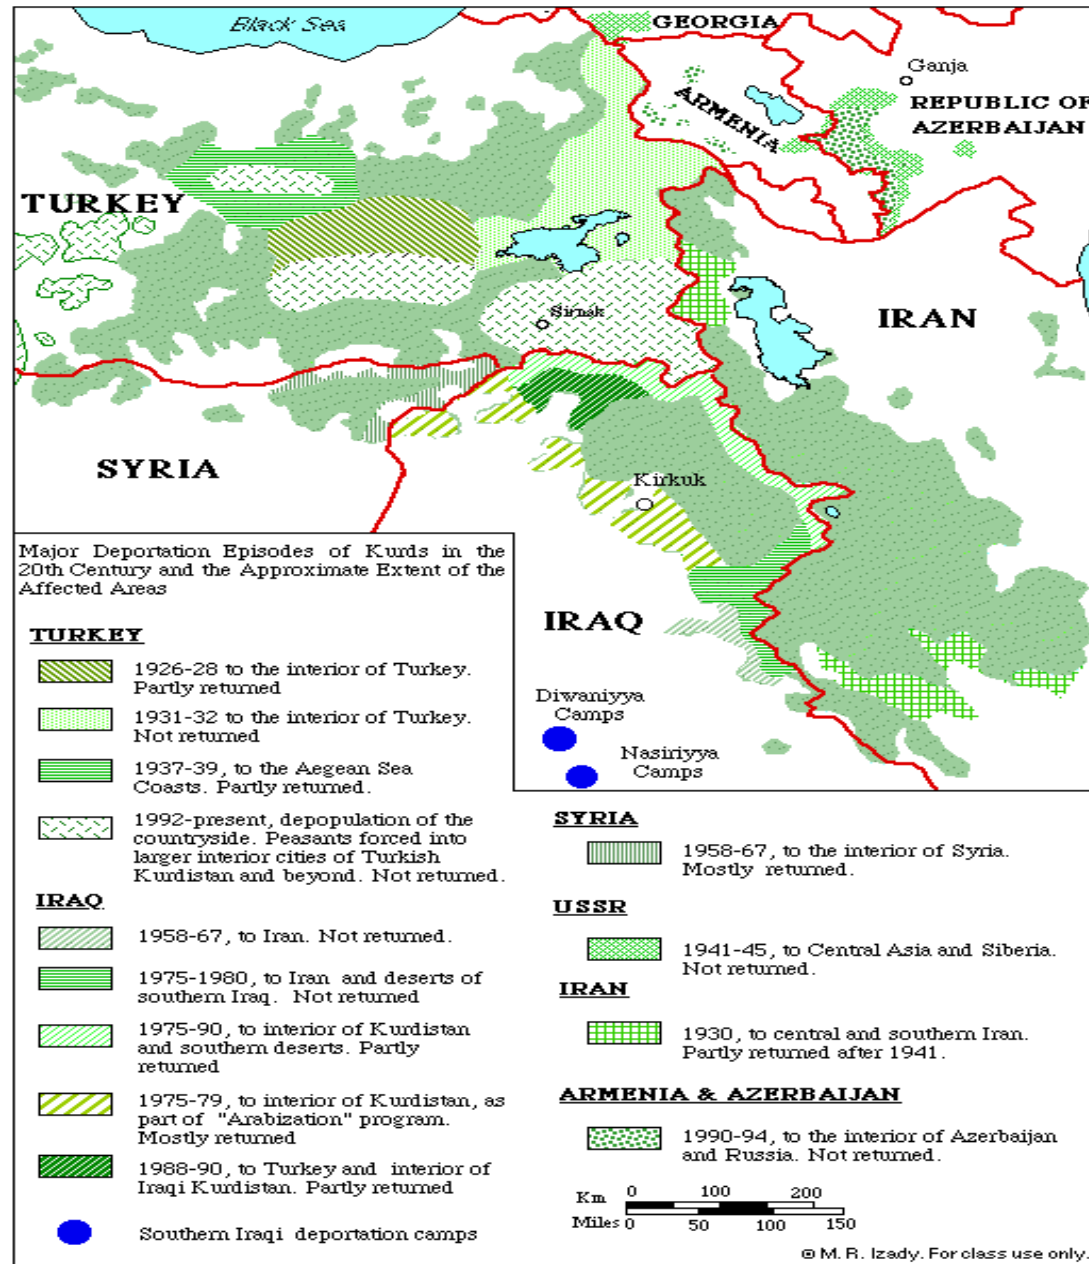 Black Sea
GEORGIA
Ganja
ARMENIA
REPUBLIC OF
AZERBAIJAN
TURKEY
Sirnak
IRAN
SYRIA
Kirkuk
IRAQ
Diwaniyya
Camps
Nasiriyya
Camps
Major Deportation Episodes of Kurds in the
20th Century and the Approximate Extent of the
Affected Areas
TURKEY
1926-28 to the interior of Turkey.
Partly returned
1931-32 to the interior of Turkey.
Not returned
1937-39, to the Aegean Sea
Coasts. Partly returned.
1992-present, depopulation of the
countryside. Peasants forced into
larger interior cities of Turkish
Kurdistan and beyond. Not returned.
IRAQ
1958-67, to Iran. Not returned.
1975-1980, to Iran and deserts of
southern Iraq. Not returned
1975-90, to interior of Kurdistan
and southern deserts. Partly
returned
1975-79, to interior of Kurdistan, as
part of "Arabization" program.
Mostly returned
1988-90, to Turkey and interior of
Iraqi Kurdistan. Partly returned
Southern Iraqi deportation camps
SYRIA
1958-67, to the interior of Syria.
Mostly returned.
USSR
1941-45, to Central Asia and Siberia.
Not returned.
IRAN
1930, to central and southern Iran.
Partly returned after 1941.
ARMENIA & AZERBAIJAN
1990-94, to the interior of Azerbaijan
and Russia. Not returned.
Km 0 100 200
Miles 0 50 100 150
© M. R. Izady. For class use only.